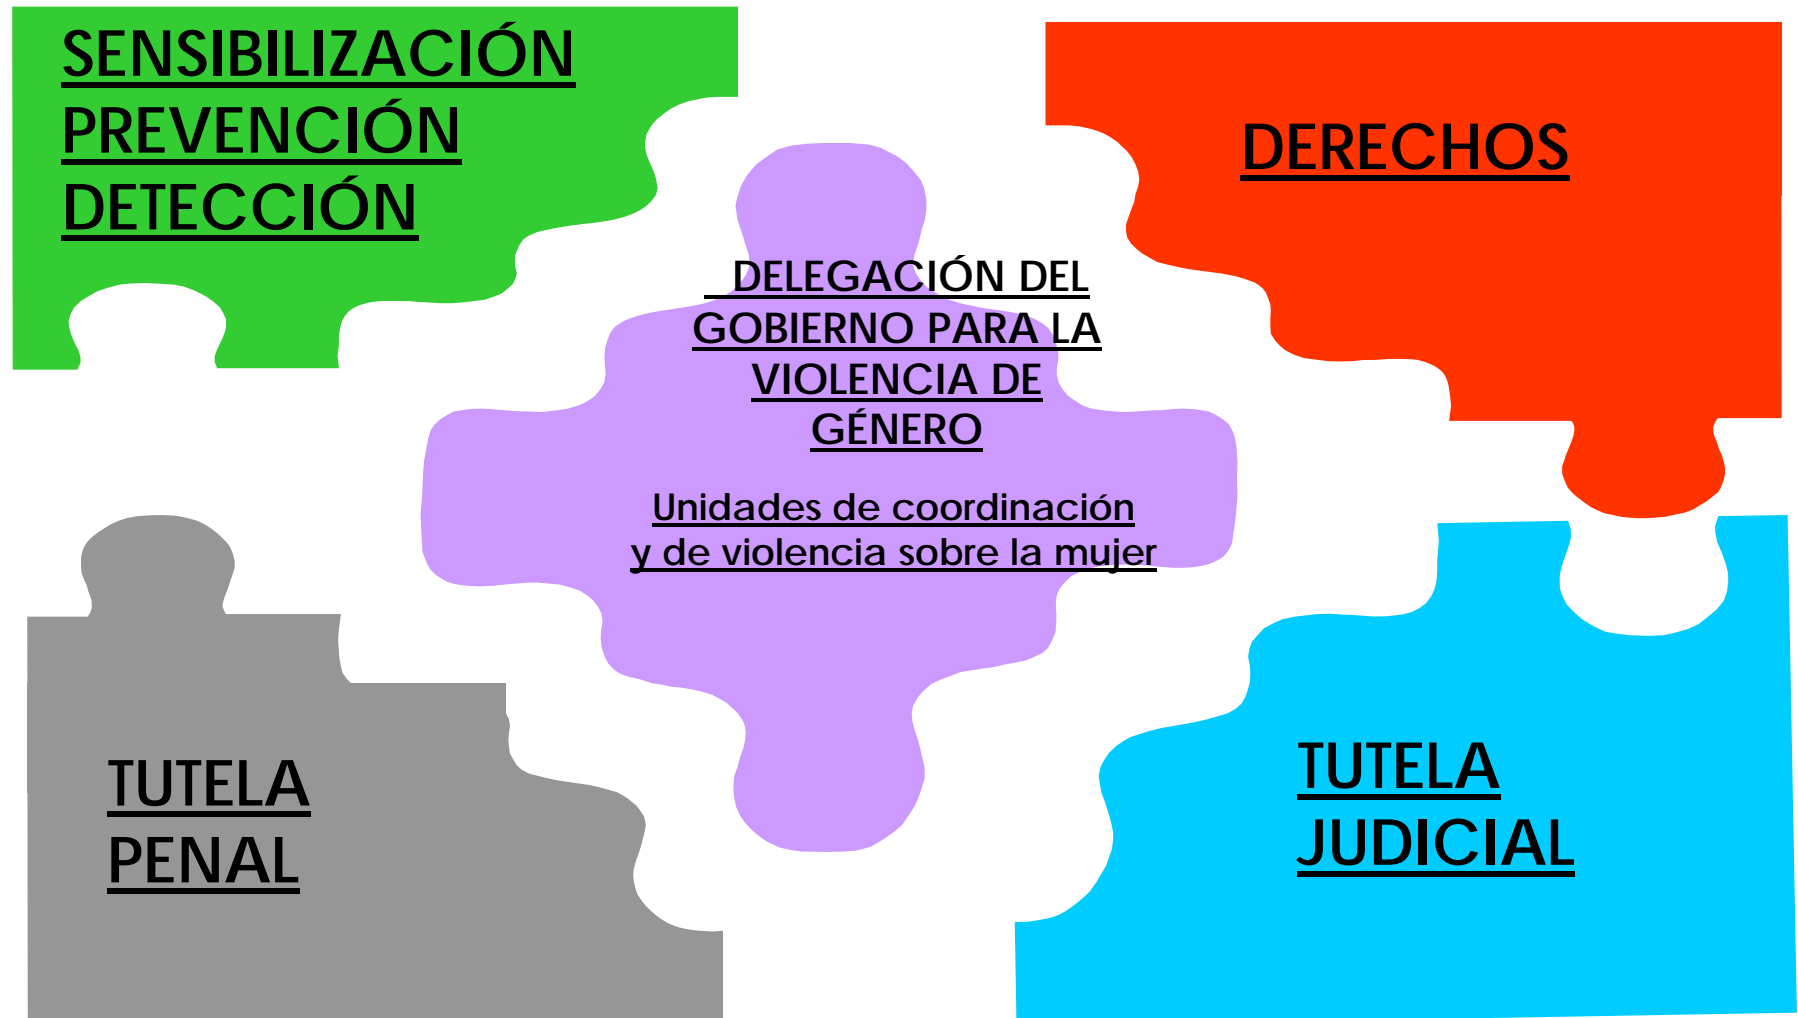 SENSIBILIZACIÓN
PREVENCIÓN
DETECCIÓN
DERECHOS
DELEGACIÓN DEL
GOBIERNO PARA LA
VIOLENCIA DE
GÉNERO
Unidades de coordinación
y de violencia sobre la mujer
TUTELA
PENAL
TUTELA
JUDICIAL